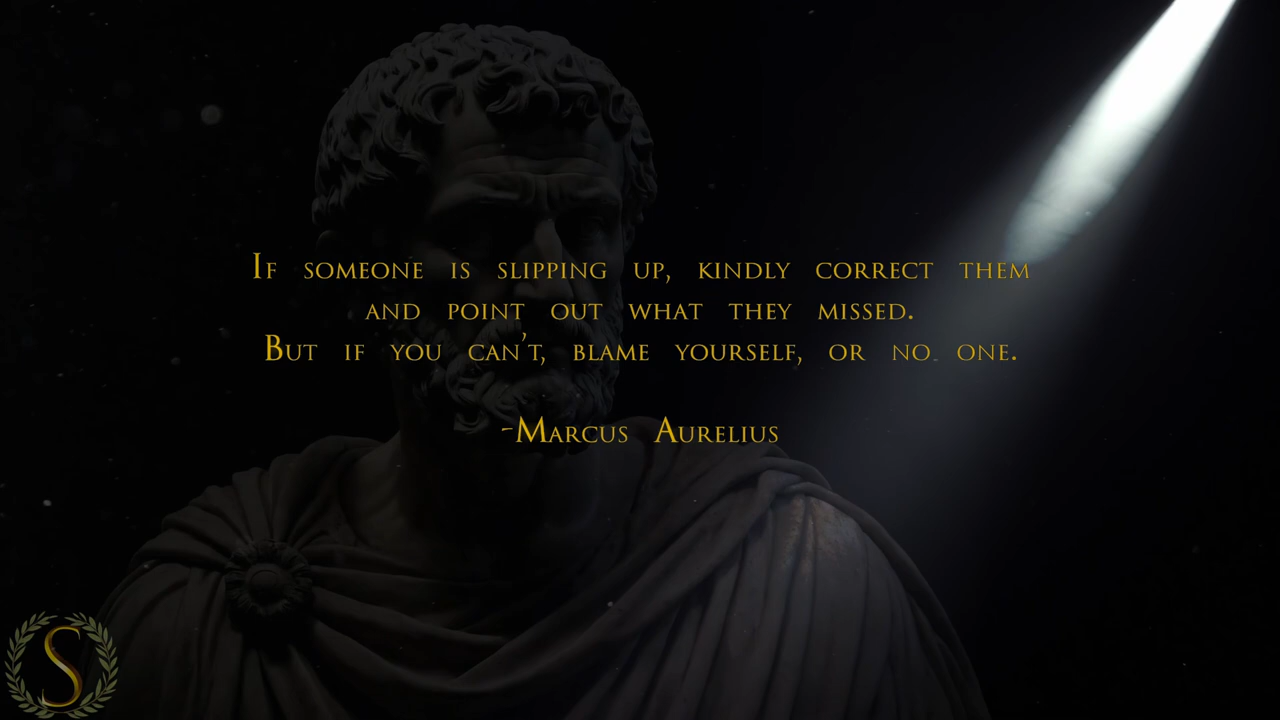 If someone is slipping up, kindly correct them
and point out what they missed.
But if you can't, blame yourself, or no one.
-Marcus Aurelius
S